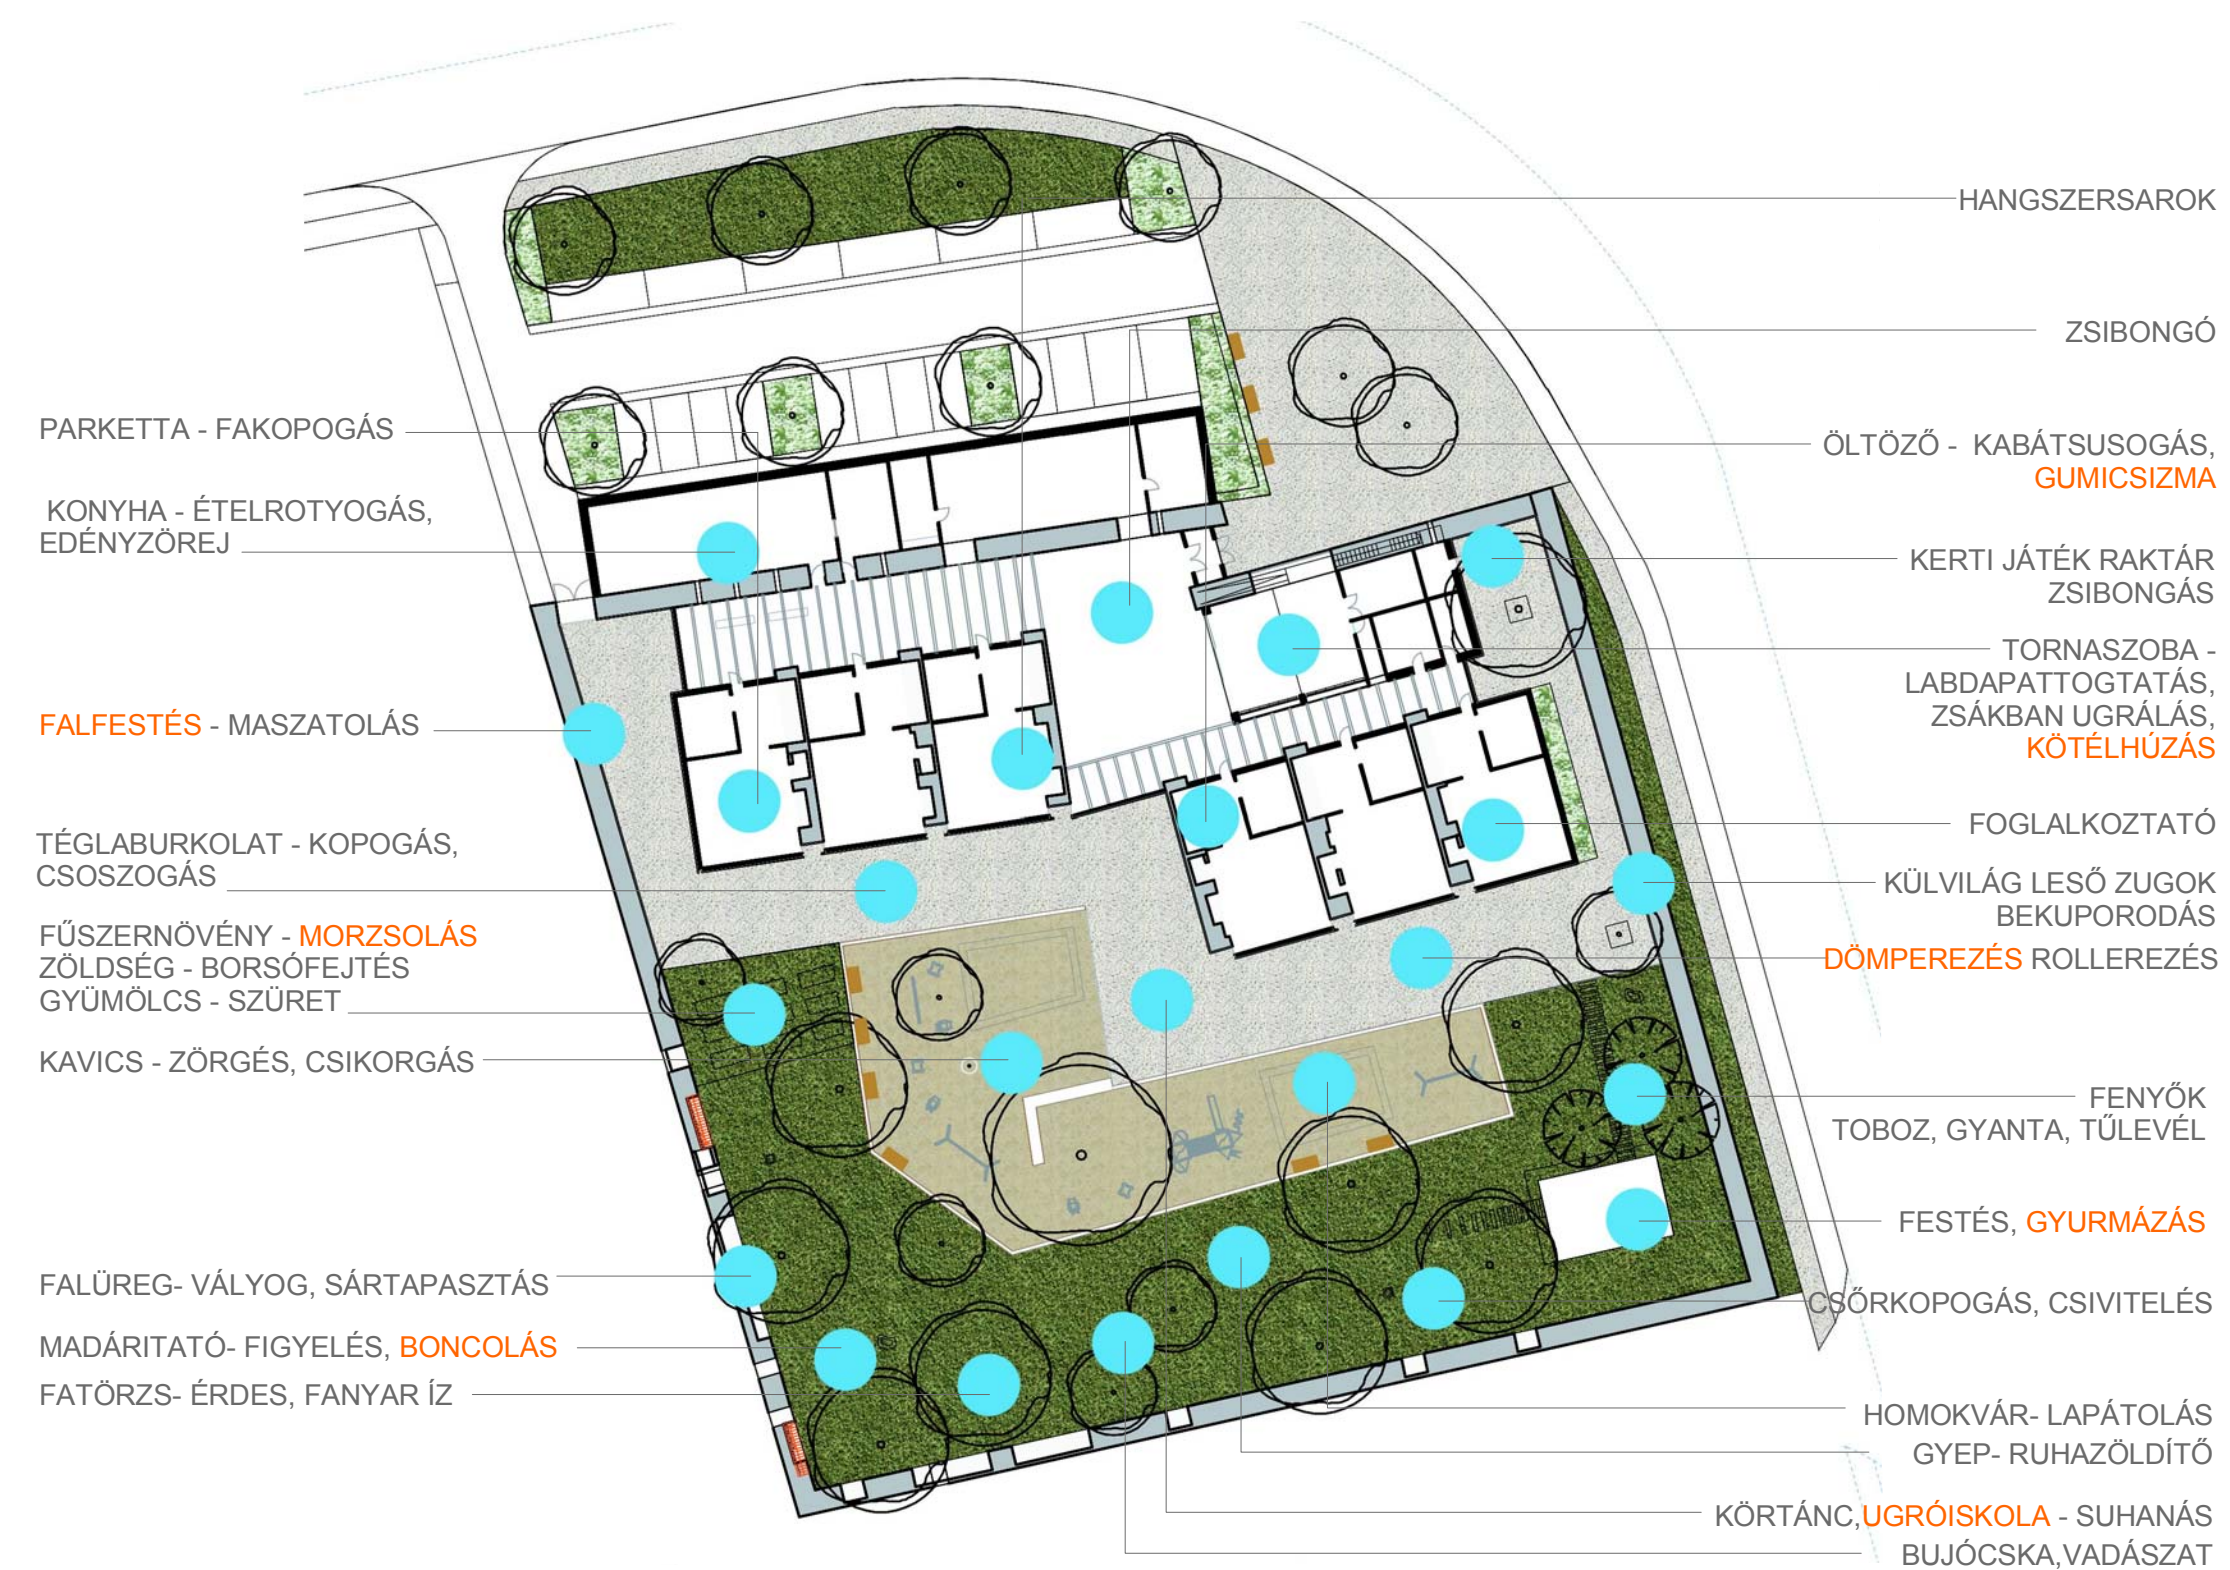 PARKETTA - FAKOPOGÁS
KONYHA - ÉTELROTYOGÁS,
EDÉNYZÖREJ
FALFESTÉS - MASZATOLÁS
TÉGLABURKOLAT - KOPOGÁS,
CSOSZOGÁS
FŰSZERNÖVÉNY - MORZSOLÁS
ZÖLDSÉG - BORSÓFEJTÉS
GYÜMÖLCS - SZÜRET
KAVICS - ZÖRGÉS, CSIKORGÁS
FALÜREG- VÁLYOG, SÁRTAPASZTÁS
MADÁRITATÓ- FIGYELÉS, BONCOLÁS
FATÖRZS- ÉRDES, FANYAR ÍZ
HANGSZERSAROK
ZSIBONGÓ
ÖLTÖZŐ - KABÁTSUSOGÁS,
GUMICSIZMA
KERTI JÁTÉK RAKTÁR
ZSIBONGÁS
TORNASZOBA -
LABDAPATTOGTATÁS,
ZSÁKBAN UGRÁLÁS,
KÖTÉLHÚZÁS
FOGLALKOZTATÓ
KÜLVILÁG LESŐ ZUGOK
BEKUPORODÁS
DÖMPEREZÉS ROLLEREZÉS
FENYŐK
TOBOZ, GYANTA, TŰLEVÉL
FESTÉS, GYURMÁZÁS
CSŐRKOPOGÁS, CSIVITELÉS
HOMOKVÁR- LAPÁTOLÁS
GYEP- RUHAZÖLDÍTŐ
KÖRTÁNC,UGRÓISKOLA - SUHANÁS
BUJÓCSKA,VADÁSZAT